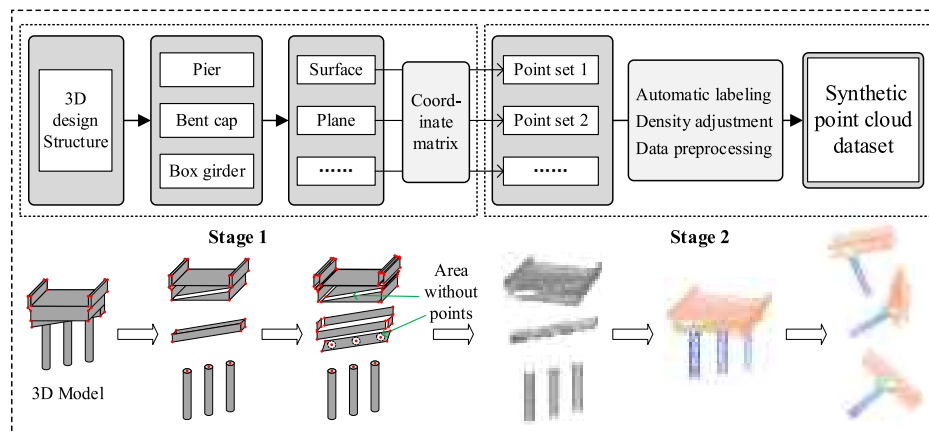 3D
design
Structure
Pier
Bent cap
Box girder
Surface
Plane
······
Coord-
inate
matrix
Point set 1
Point set 2
······
Automatic labeling
Density adjustment
Data preprocessing
Synthetic
point cloud
dataset
Stage 1
Stage 2
Area
without
points
3D Model